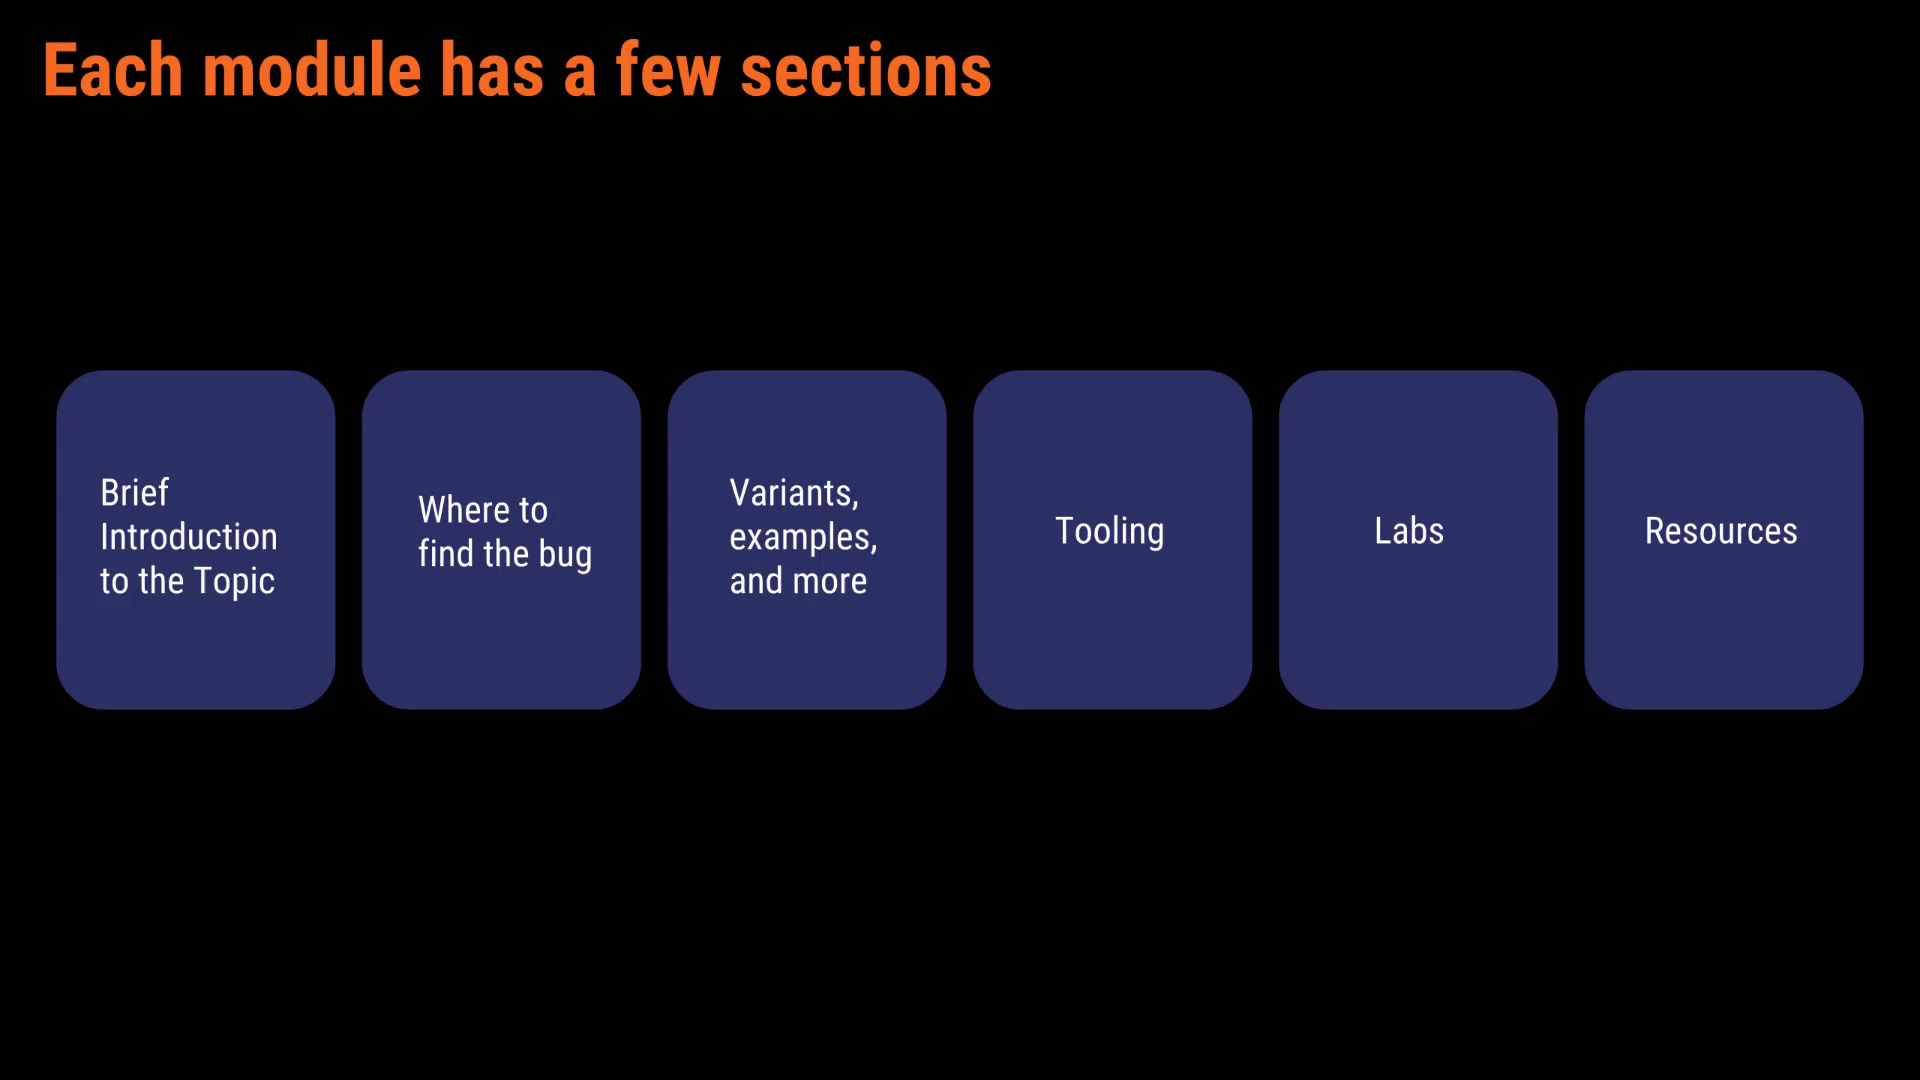 Each module has a few sections
Brief
Introduction
to the Topic
Where to
find the bug
Variants,
examples,
and more
Tooling
Labs
Resources